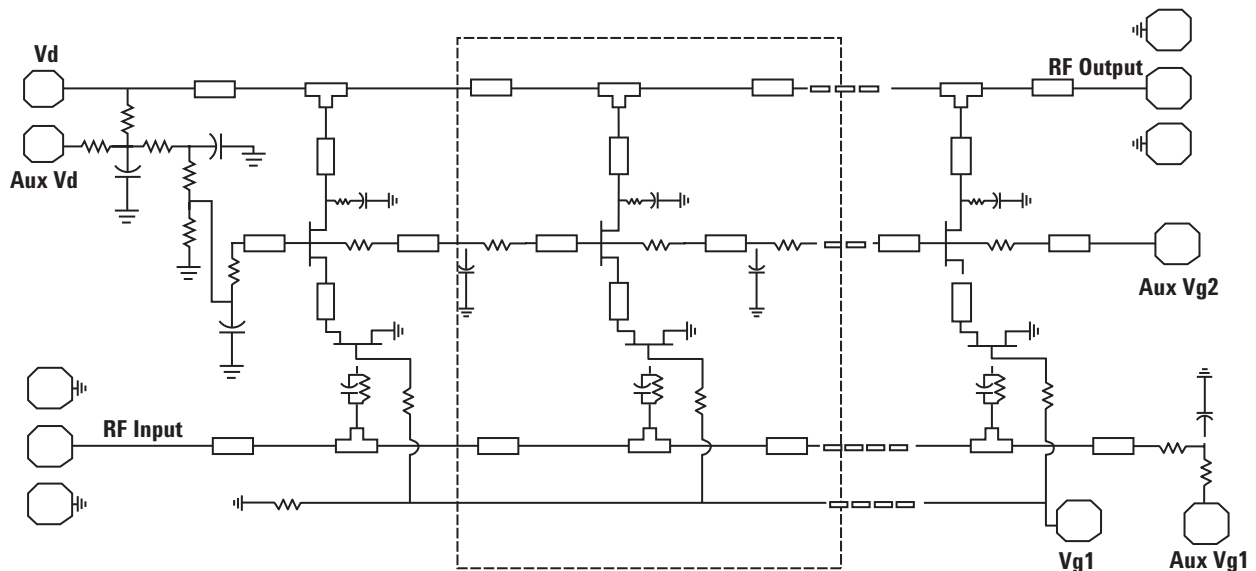 Vd
RF Output
Aux Vd
Aux Vg2
RF Input
Vg1
Aux Vg1